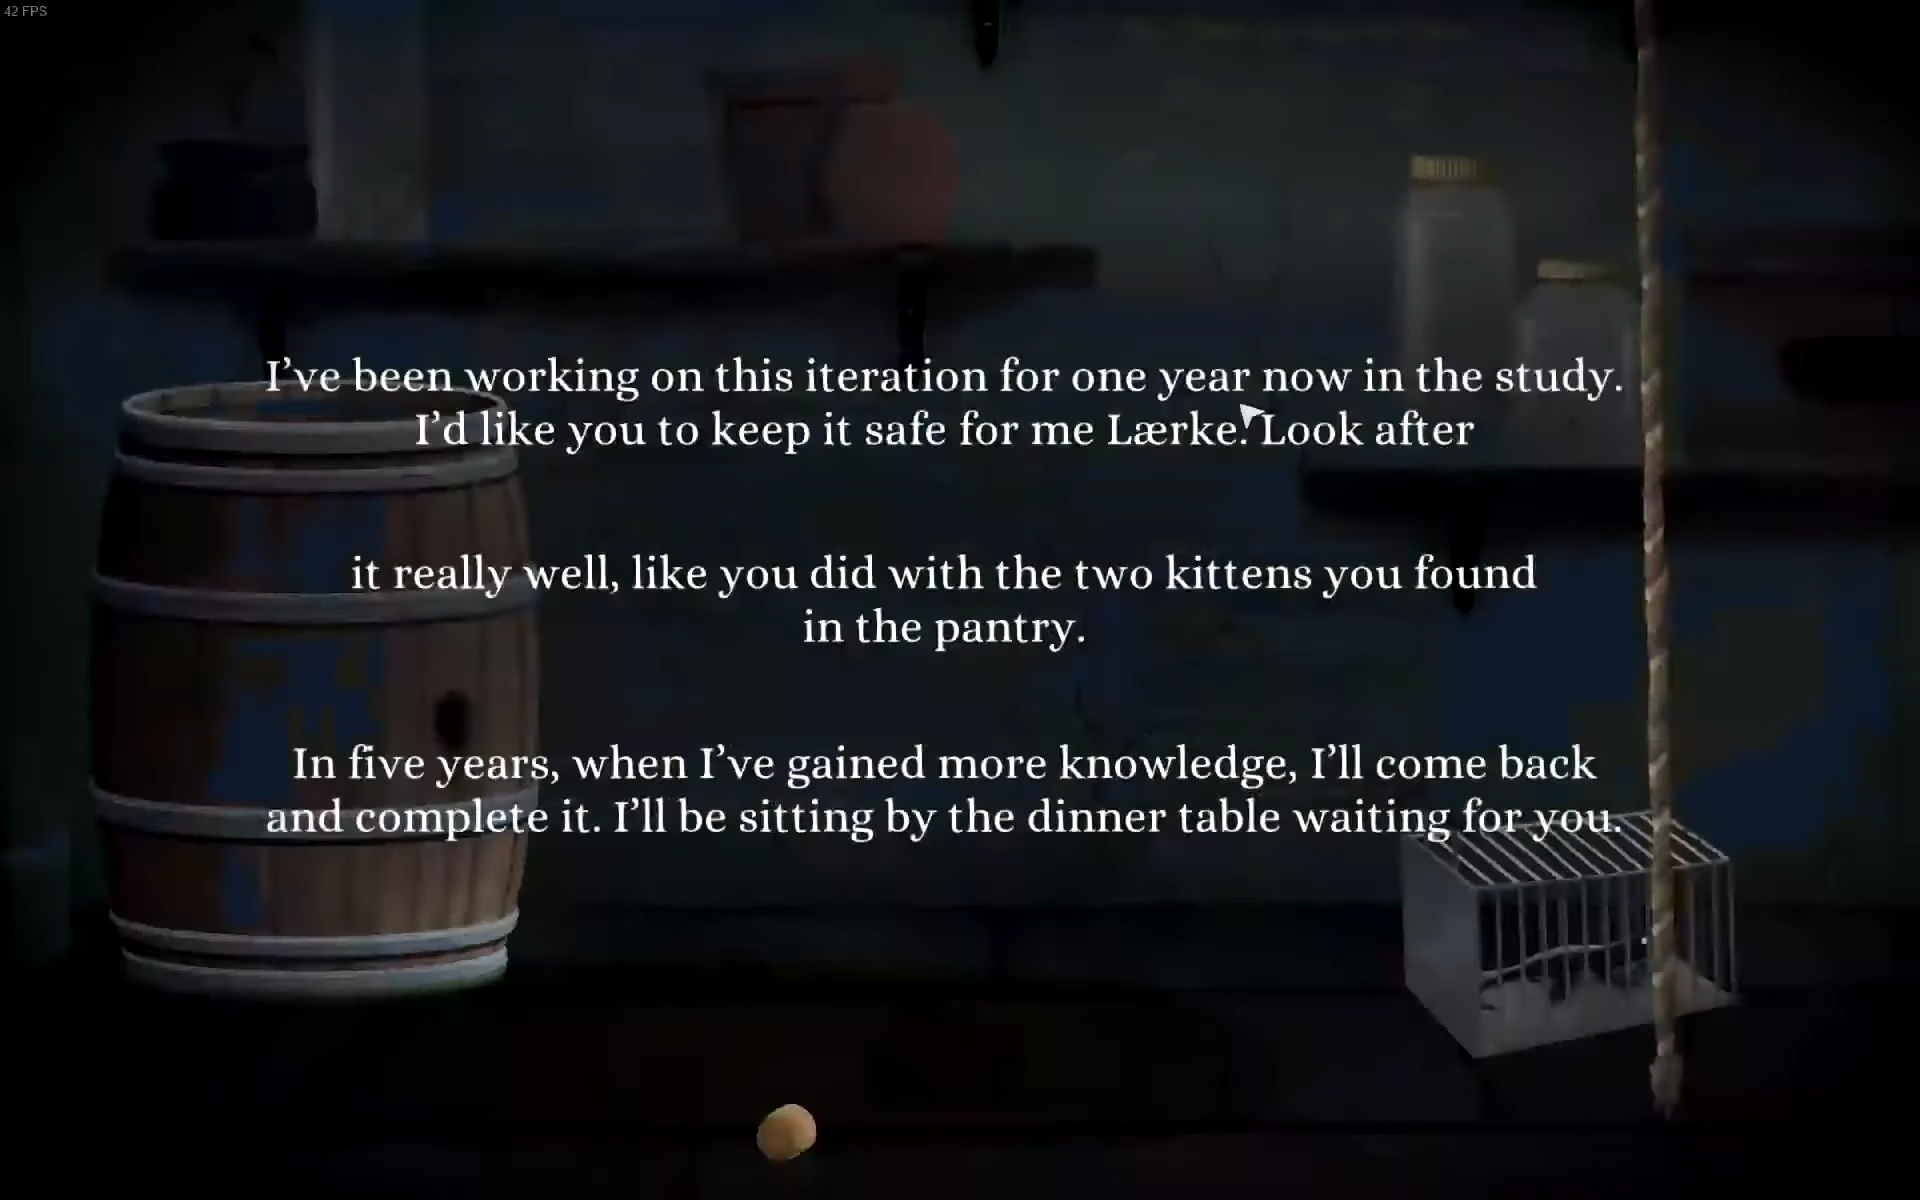 42 FPS
I’ve been working on this iteration for one year now in the study.
I’d like you to keep it safe for me Lærke. Look after
it really well, like you did with the two kittens you found
in the pantry.
In five years, when I’ve gained more knowledge, I’ll come back
and complete it. I’ll be sitting by the dinner table waiting for you.